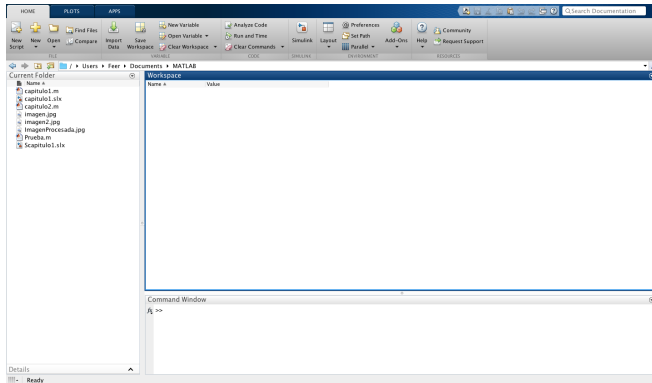 HOME PLOTS APPS
Search Documentation
New Script
New
Open
Find Files
Compare
Import Data
Save Workspace
New Variable
Open Variable
Clear Workspace
Analyze Code
Run and Time
Clear Commands
Simulink
Layout
Preferences
Set Path
Parallel
Add-Ons
Help
Community
Request Support
FILE VARIABLE CODE SIMULINK ENVIRONMENT RESOURCES
/ Users Feer Documents MATLAB
Current Folder
Name
capitulo1.m
capitulo1.slx
capitulo2.m
imagen.jpg
imagen2.jpg
ImagenProcesada.jpg
Prueba.m
Scapitulo1.slx
Details
Workspace
Name Value
Command Window
fx >>
Ready